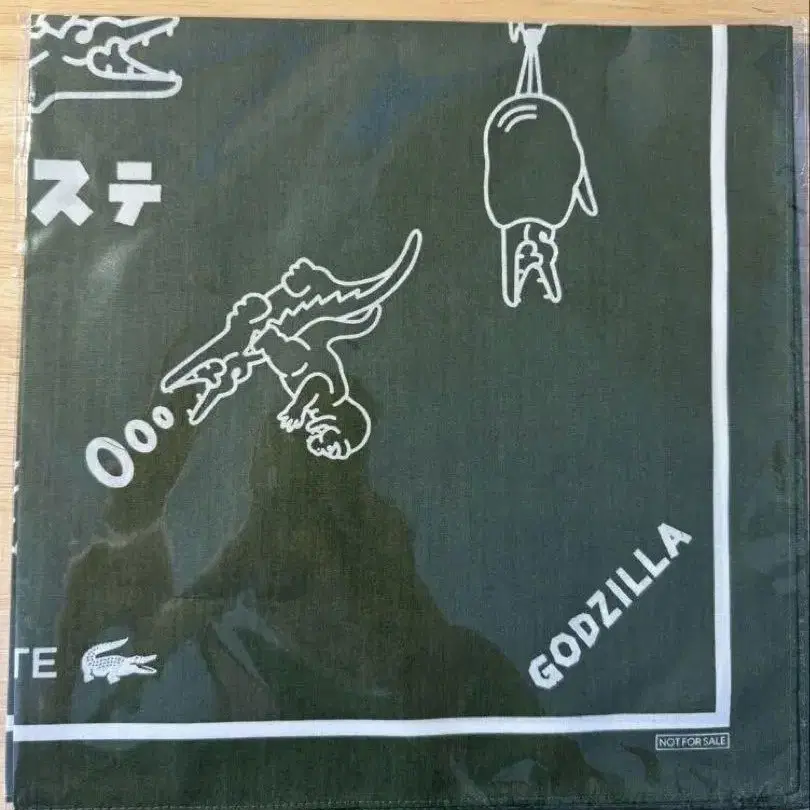 ステ
GODZILLA
TE
NOT FOR SALE